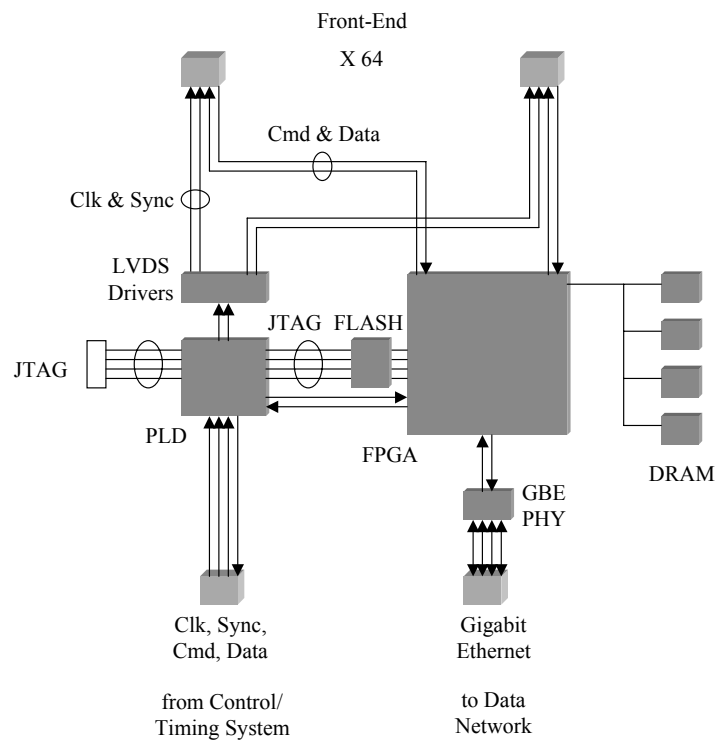 Front-End
X 64
Cmd & Data
Clk & Sync
LVDS
Drivers
JTAG
FLASH
JTAG
PLD
FPGA
DRAM
GBE
PHY
Clk, Sync,
Cmd, Data
from Control/
Timing System
Gigabit
Ethernet
to Data
Network